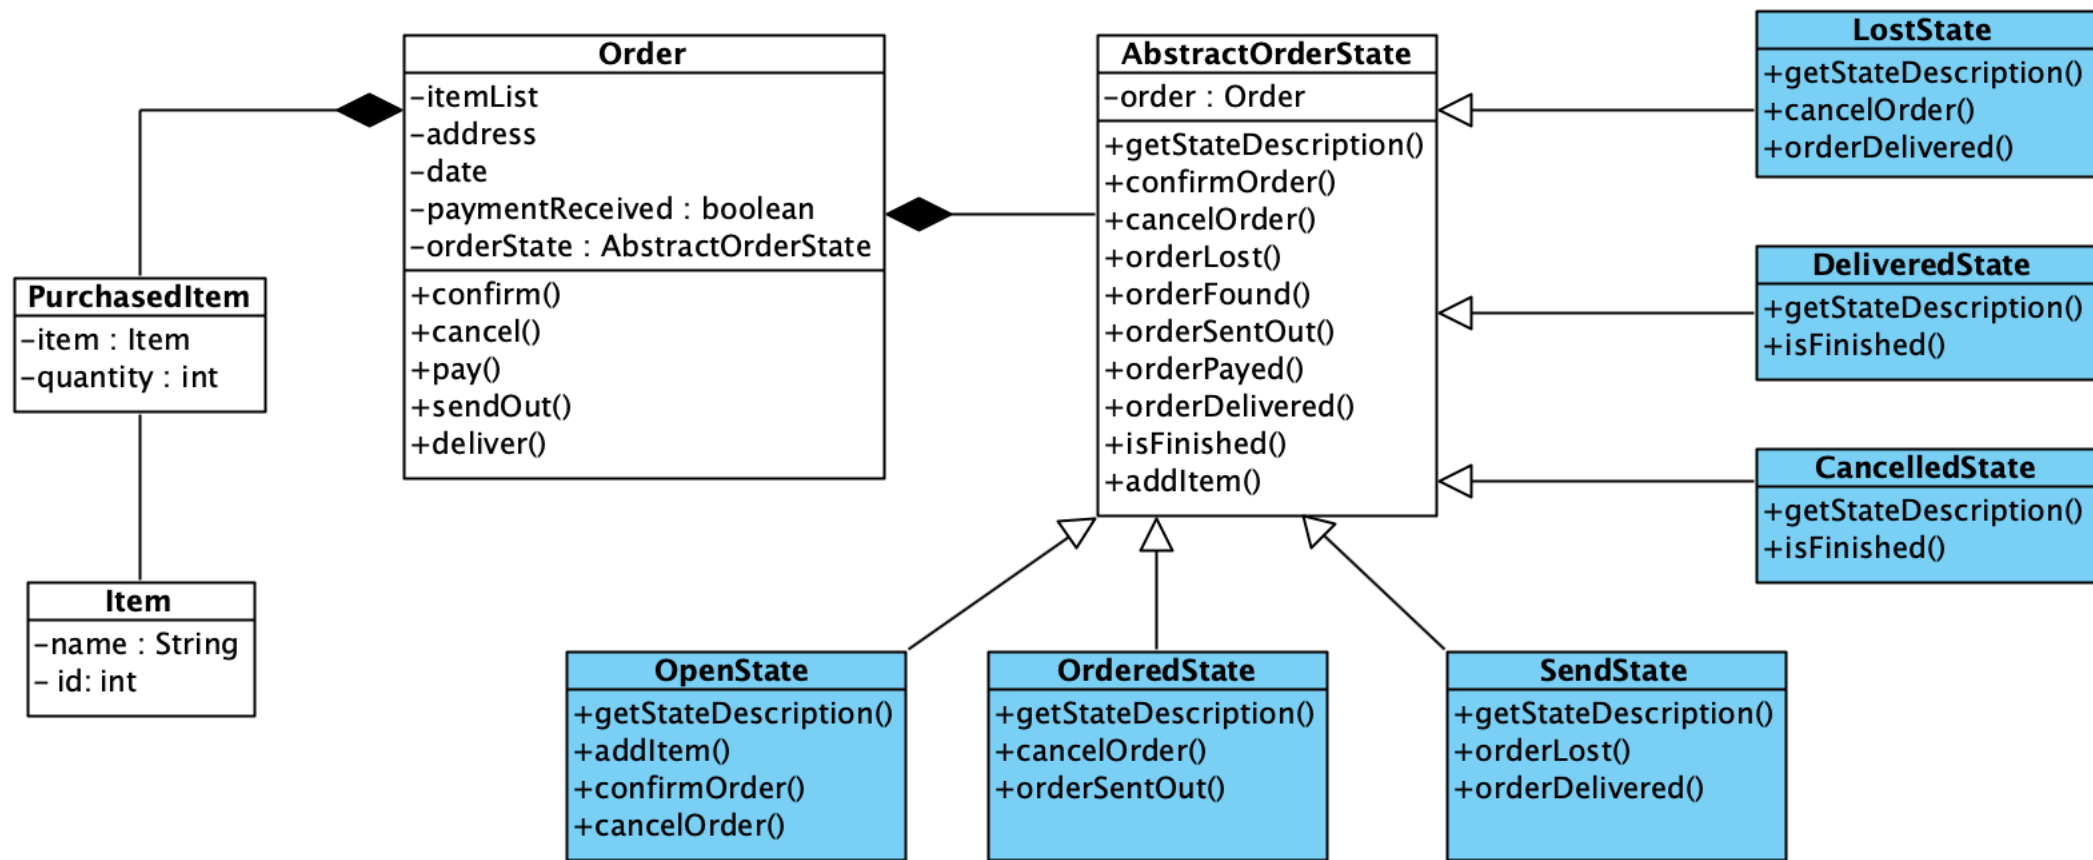 Order
-itemList
-address
-date
-paymentReceived : boolean
-orderState : AbstractOrderState
+confirm()
+cancel()
+pay()
+sendOut()
+deliver()
AbstractOrderState
-order : Order
+getStateDescription()
+confirmOrder()
+cancelOrder()
+orderLost()
+orderFound()
+orderSentOut()
+orderPayed()
+orderDelivered()
+isFinished()
+addItem()
LostState
+getStateDescription()
+cancelOrder()
+orderDelivered()
DeliveredState
+getStateDescription()
+isFinished()
CancelledState
+getStateDescription()
+isFinished()
PurchasedItem
-item : Item
-quantity : int
Item
-name : String
- id: int
OpenState
+getStateDescription()
+addItem()
+confirmOrder()
+cancelOrder()
OrderedState
+getStateDescription()
+cancelOrder()
+orderSentOut()
SendState
+getStateDescription()
+orderLost()
+orderDelivered()